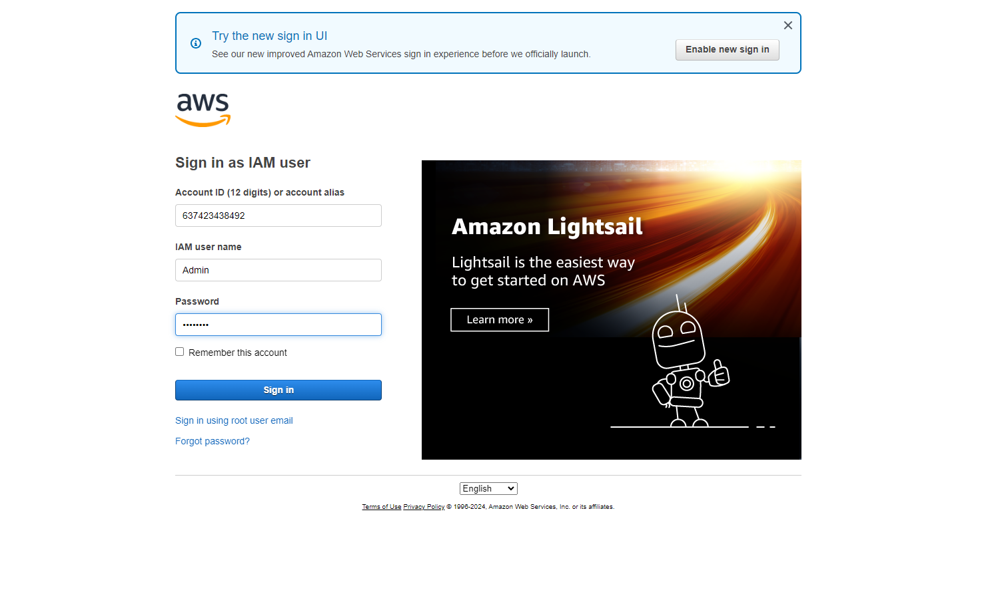 Try the new sign in UI
See our new improved Amazon Web Services sign in experience before we officially launch.
Enable new sign in
aws
Sign in as IAM user
Account ID (12 digits) or account alias
637423438492
IAM user name
Admin
Password
••••••••
Remember this account
Sign in
Sign in using root user email
Forgot password?
Amazon Lightsail
Lightsail is the easiest way
to get started on AWS
Learn more »
English
Terms of Use Privacy Policy © 1996-2024, Amazon Web Services, Inc. or its affiliates.